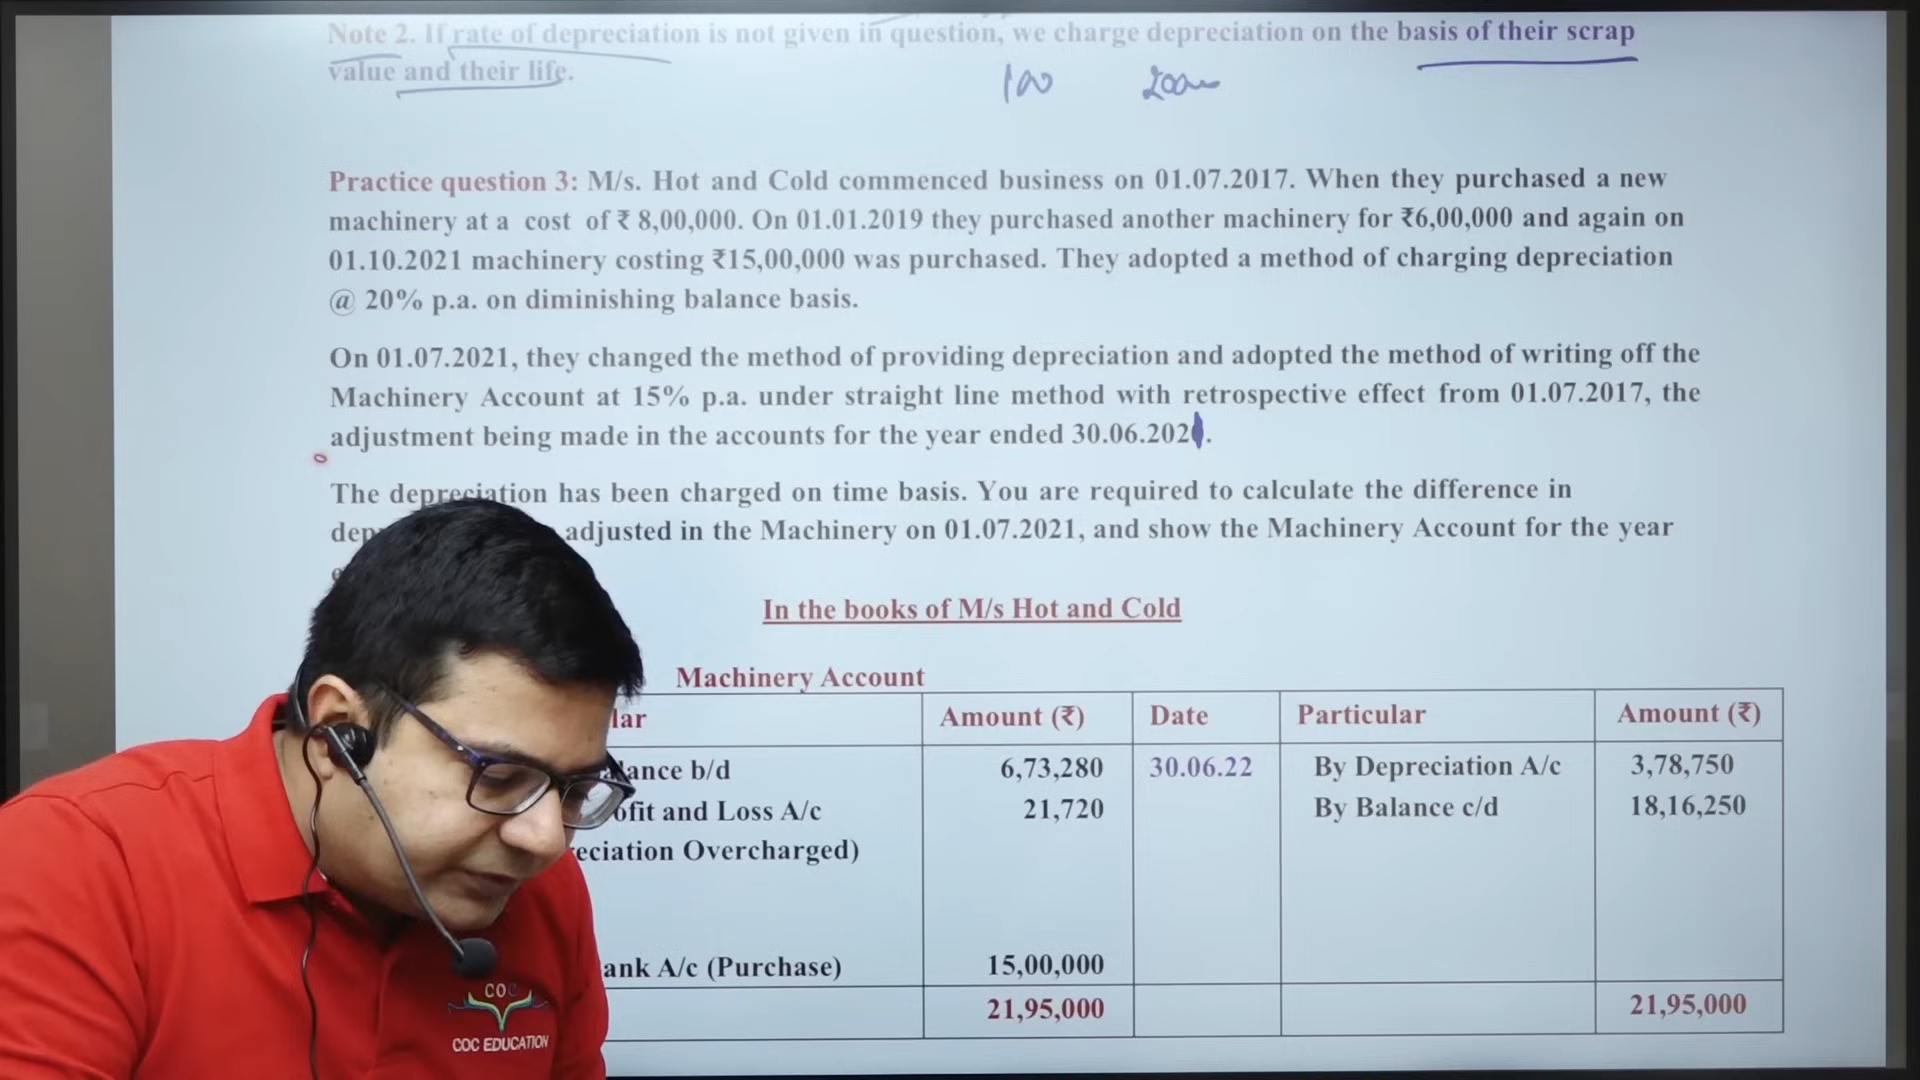 Note 2. If rate of depreciation is not given in question, we charge depreciation on the basis of their scrap
value and their life.
100
Practice question 3: M/s. Hot and Cold commenced business on 01.07.2017. When they purchased a new
machinery at a cost of ₹ 8,00,000. On 01.01.2019 they purchased another machinery for ₹6,00,000 and again on
01.10.2021 machinery costing ₹15,00,000 was purchased. They adopted a method of charging depreciation
@ 20% p.a. on diminishing balance basis.
On 01.07.2021, they changed the method of providing depreciation and adopted the method of writing off the
Machinery Account at 15% p.a. under straight line method with retrospective effect from 01.07.2017, the
adjustment being made in the accounts for the year ended 30.06.202.
The depreciation has been charged on time basis. You are required to calculate the difference in
dep adjusted in the Machinery on 01.07.2021, and show the Machinery Account for the year
In the books of M/s Hot and Cold
Machinery Account
lar Amount (₹) Date Particular Amount (₹)
lance b/d 6,73,280 30.06.22 By Depreciation A/c 3,78,750
ofit and Loss A/c 21,720 By Balance c/d 18,16,250
eciation Overcharged)
ank A/c (Purchase) 15,00,000
21,95,000 21,95,000
COC
COC EDUCATION